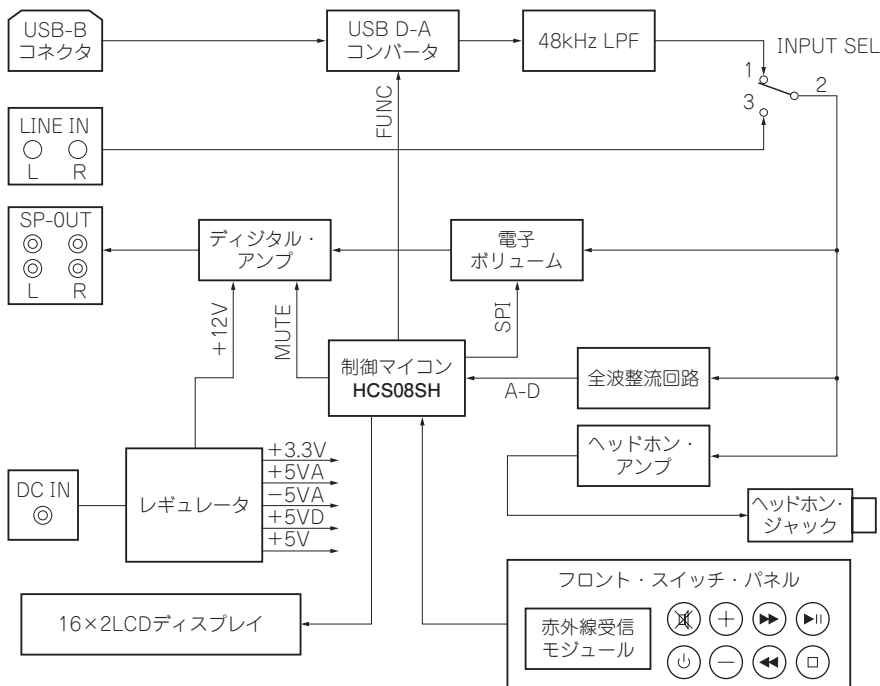 USB-B
コネクタ
USB D-A
コンバータ
48kHz LPF
INPUT SEL
1
2
3
FUNC
LINE IN
L R
SP-OUT
L R
ディジタル・
アンプ
電子
ボリューム
+12V
MUTE
SPI
制御マイコン
HCS08SH
A-D
全波整流回路
ヘッドホン・
アンプ
DC IN
レギュレータ
+3.3V
+5VA
-5VA
+5VD
+5V
ヘッドホン・
ジャック
16×2LCDディスプレイ
フロント・スイッチ・パネル
赤外線受信
モジュール